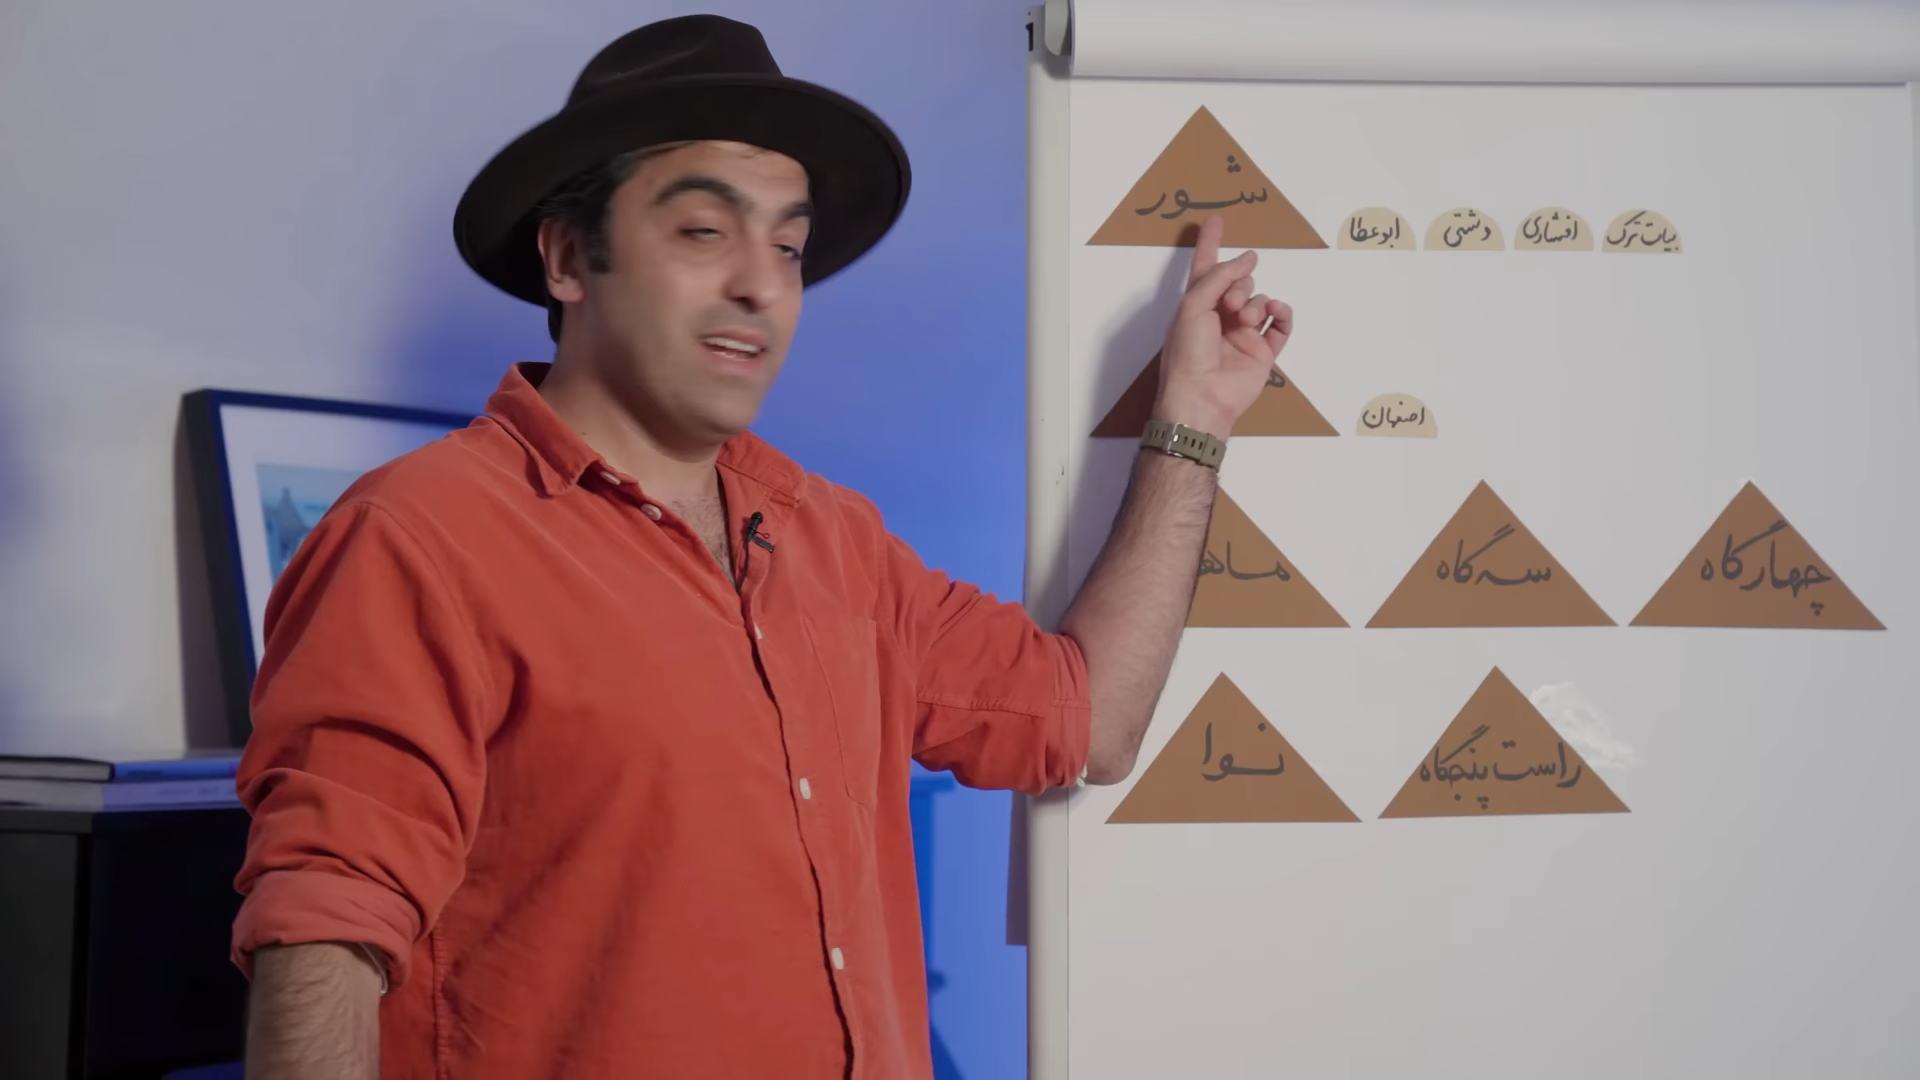 شور
ابوعطا دشتی افشاری بیات ترک
اصفهان
سه گاه چهارگاه
نوا راست پنجگاه